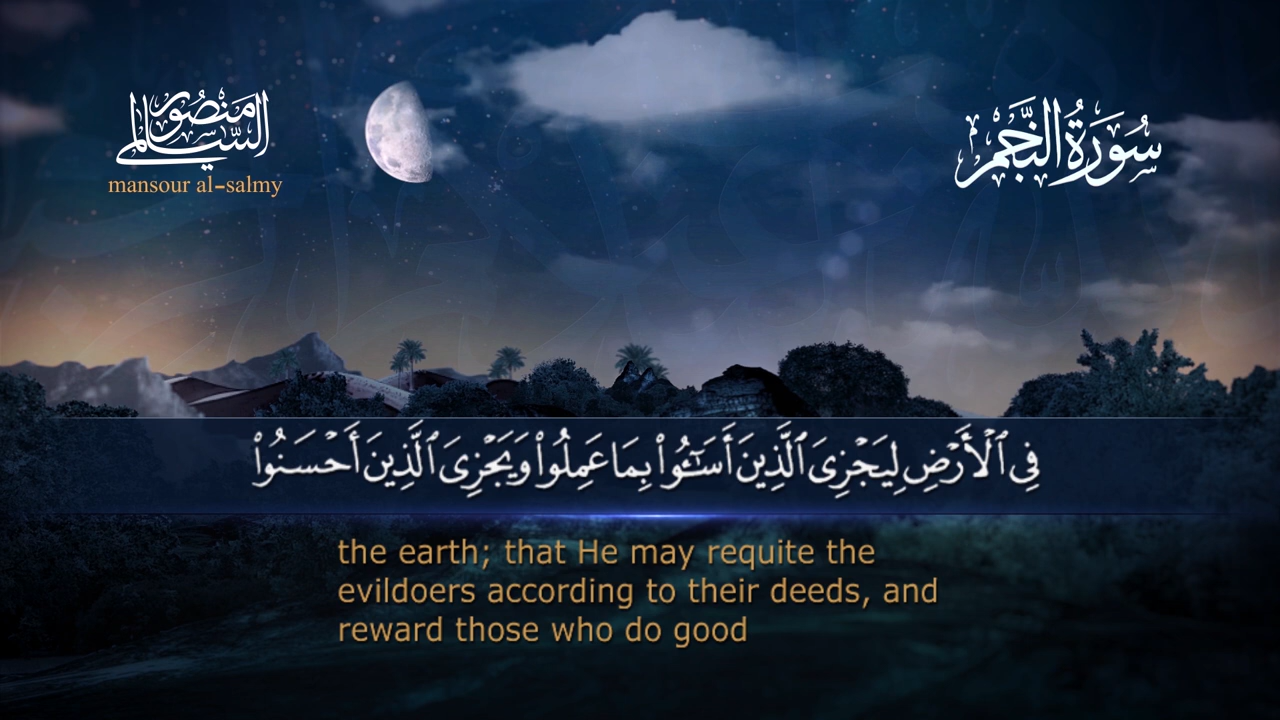 منصور
السالمي
mansour al-salmy
سُورَةُ النَّجْمِ
فِى ٱلْأَرْضِ لِيَجْزِىَ ٱلَّذِينَ أَسَـٰٓـُٔوا۟ بِمَا عَمِلُوا۟ وَيَجْزِىَ ٱلَّذِينَ أَحْسَنُوا۟
the earth; that He may requite the
evildoers according to their deeds, and
reward those who do good